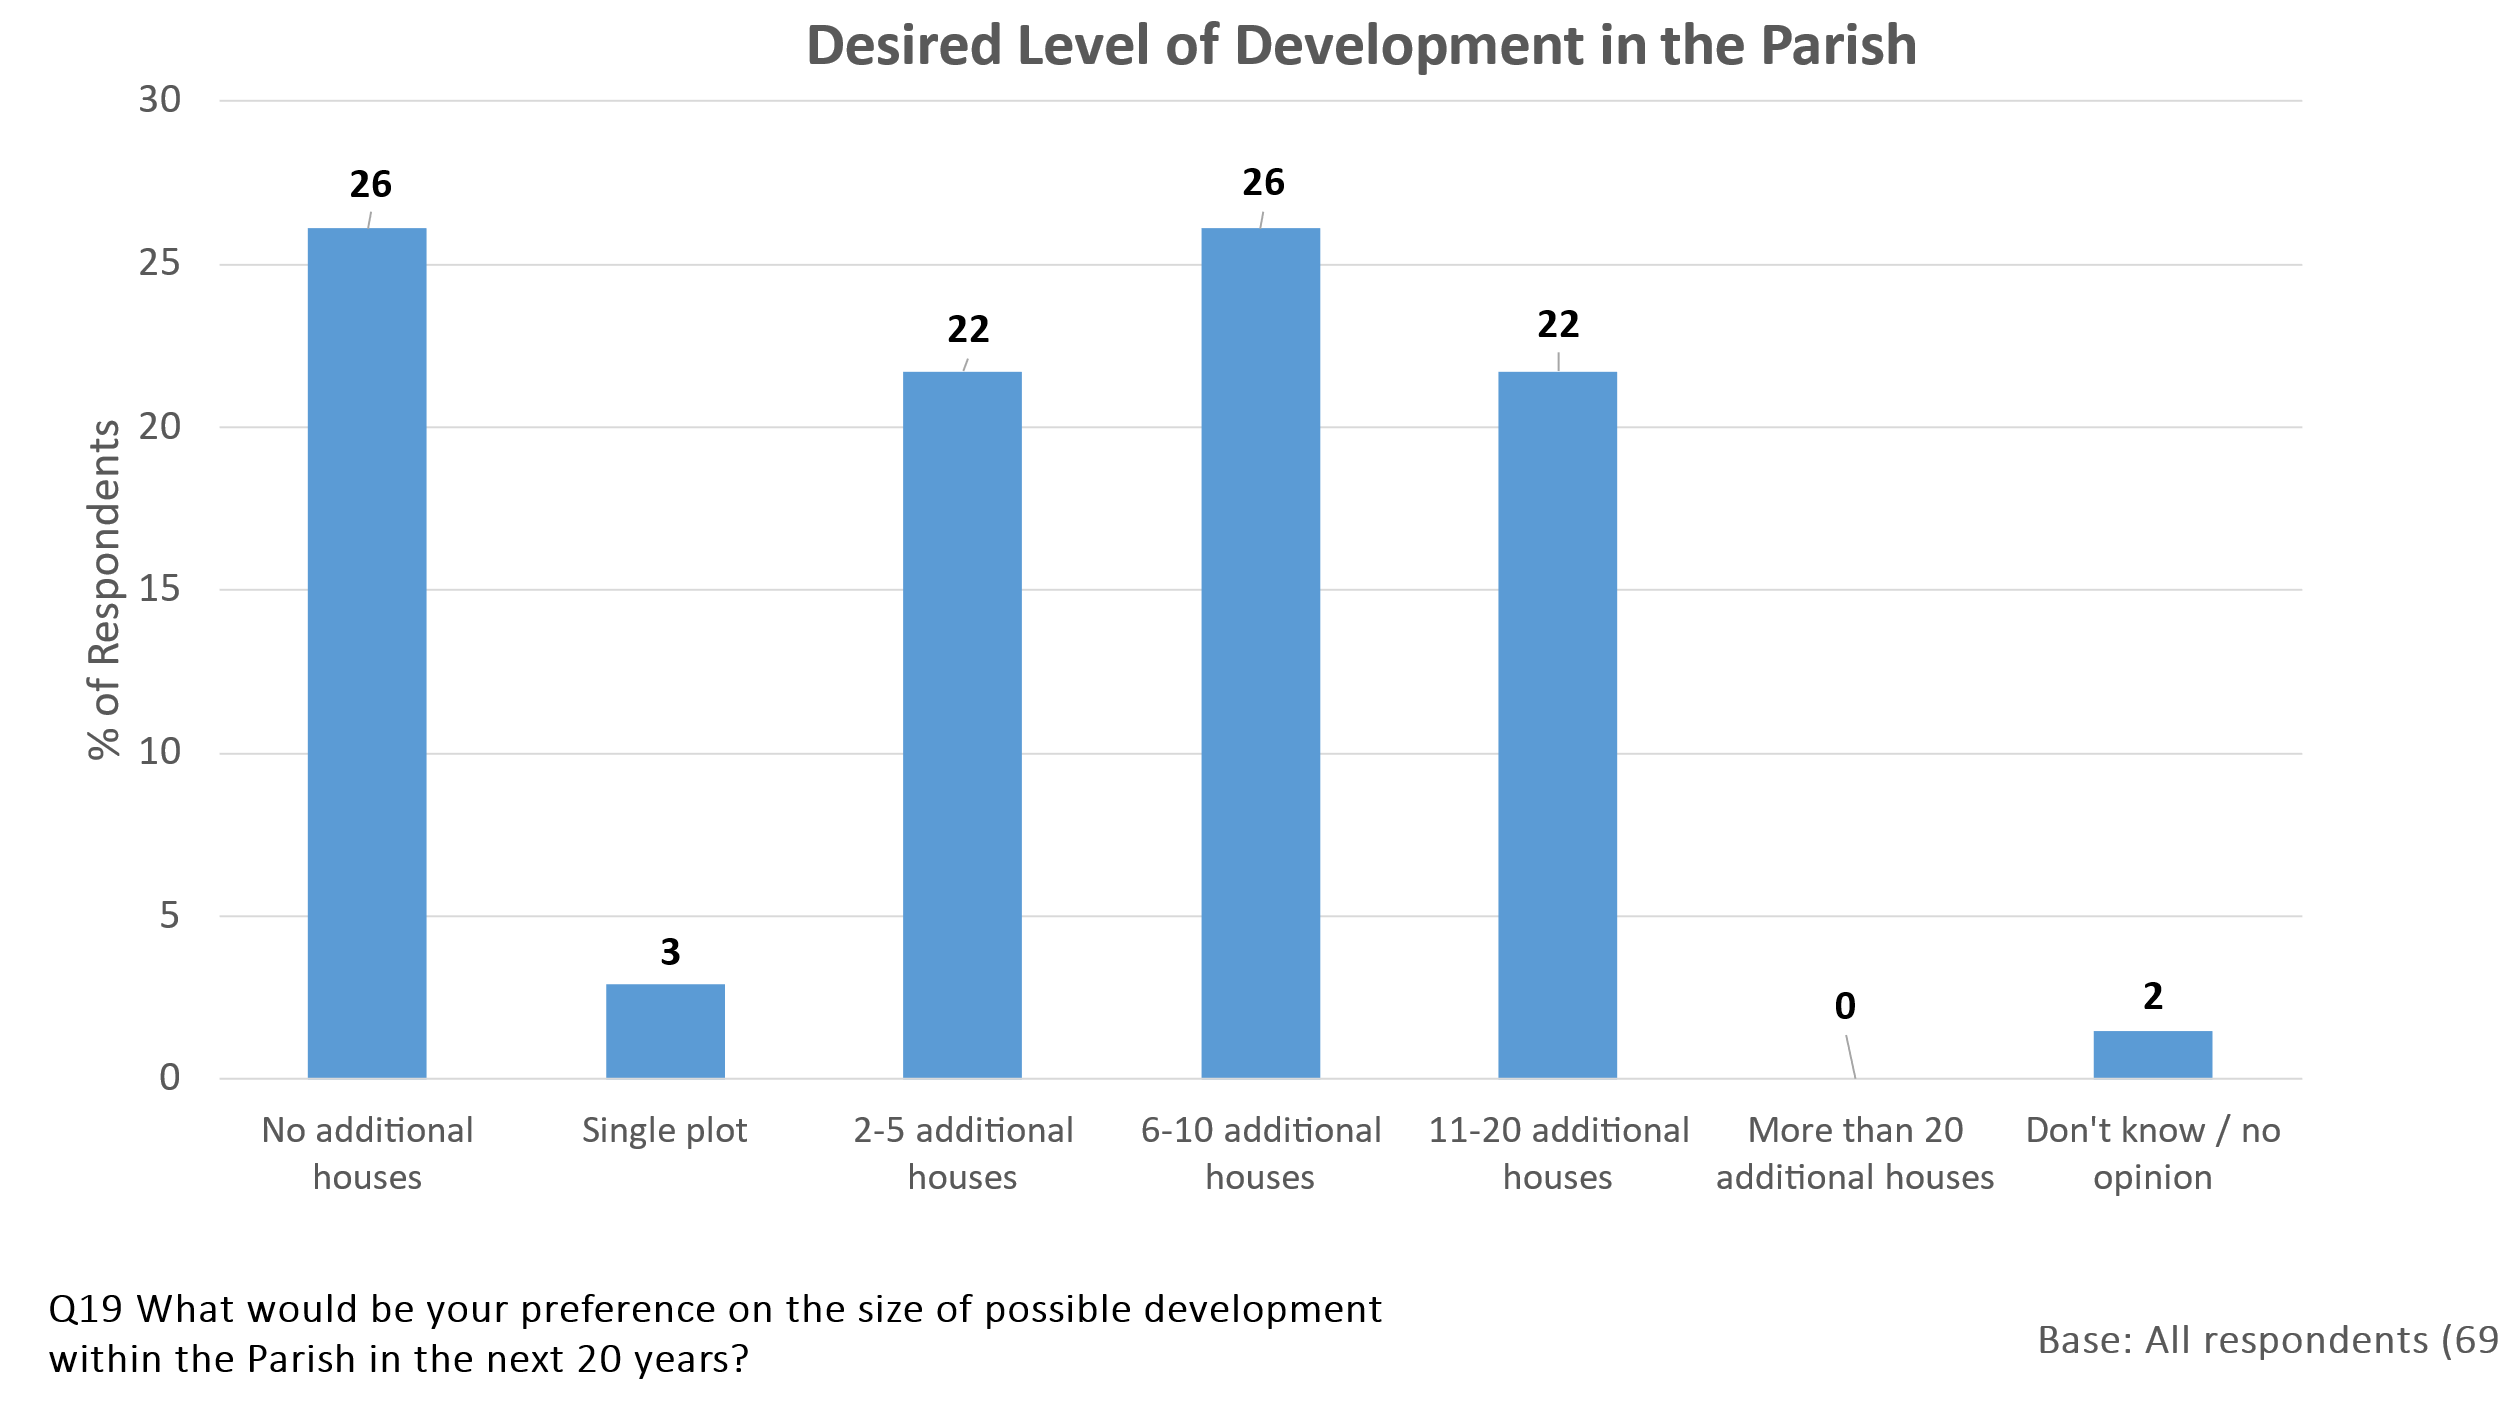 Desired Level of Development in the Parish
30
25
20
15
10
5
0
% of Respondents
26
3
22
26
22
0
2
No additional
houses
Single plot
2-5 additional
houses
6-10 additional
houses
11-20 additional
houses
More than 20
additional houses
Don't know / no
opinion
Q19 What would be your preference on the size of possible development
within the Parish in the next 20 years?
Base: All respondents (69